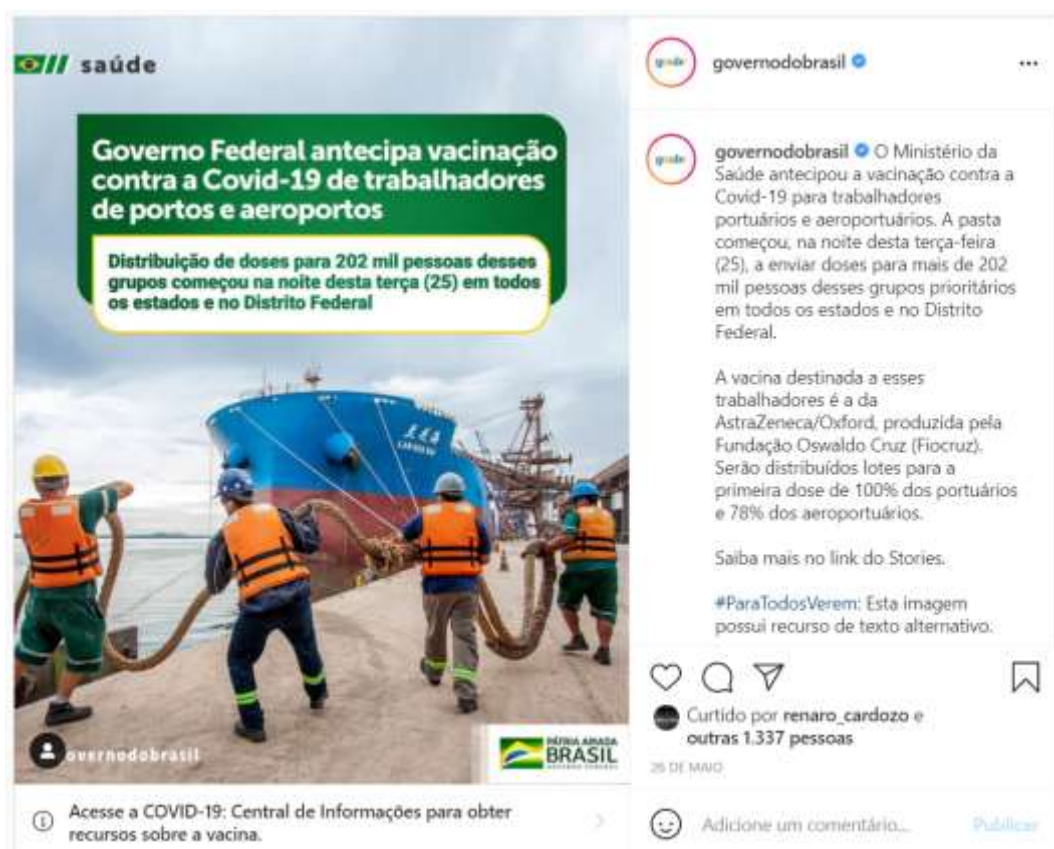 saúde
Governo Federal antecipa vacinação
contra a Covid-19 de trabalhadores
de portos e aeroportos
Distribuição de doses para 202 mil pessoas desses
grupos começou na noite desta terça (25) em todos
os estados e no Distrito Federal
overnodobrasil
PÁTRIA AMADA
BRASIL
GOVERNO FEDERAL
Acesse a COVID-19: Central de Informações para obter
recursos sobre a vacina.
governodobrasil
governodobrasil O Ministério da
Saúde antecipou a vacinação contra a
Covid-19 para trabalhadores
portuários e aeroportuários. A pasta
começou, na noite desta terça-feira
(25), a enviar doses para mais de 202
mil pessoas desses grupos prioritários
em todos os estados e no Distrito
Federal.
A vacina destinada a esses
trabalhadores é a da
AstraZeneca/Oxford, produzida pela
Fundação Oswaldo Cruz (Fiocruz).
Serão distribuídos lotes para a
primeira dose de 100% dos portuários
e 78% dos aeroportuários.
Saiba mais no link do Stories.
#ParaTodosVerem: Esta imagem
possui recurso de texto alternativo.
Curtido por renaro_cardozo e
outras 1.337 pessoas
26 DE MAIO
Adicione um comentário... Publicar